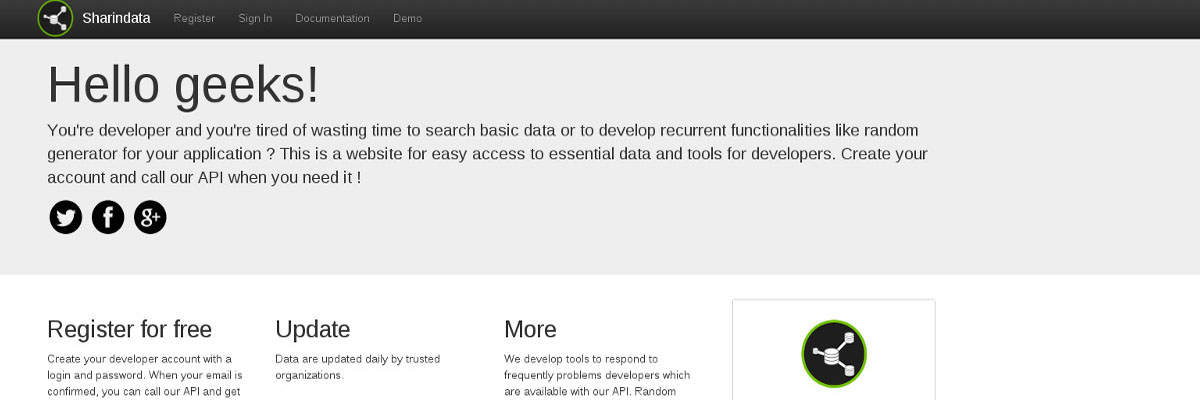 Sharindata Register Sign In Documentation Demo
Hello geeks!
You're developer and you're tired of wasting time to search basic data or to develop recurrent functionalities like random
generator for your application ? This is a website for easy access to essential data and tools for developers. Create your
account and call our API when you need it !
Register for free
Create your developer account with a
login and password. When your email is
confirmed, you can call our API and get
Update
Data are updated daily by trusted
organizations.
More
We develop tools to respond to
frequently problems developers which
are available with our API. Random